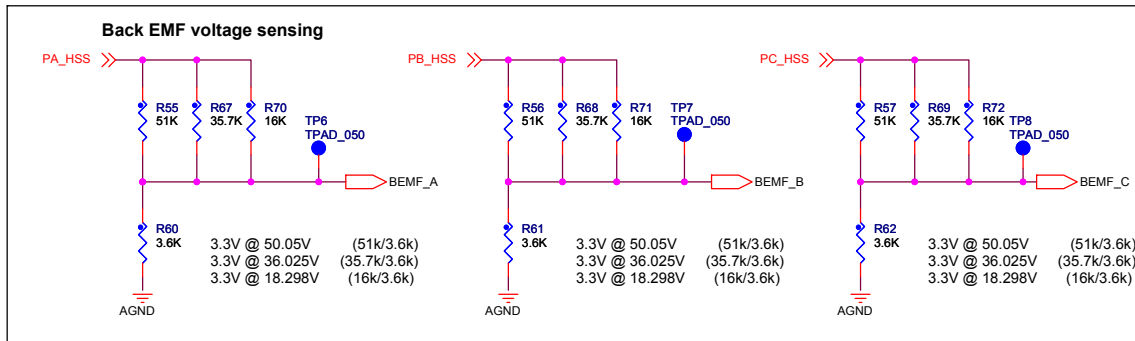 Back EMF voltage sensing
PA_HSS
R55
51K
R67
35.7K
R70
16K
TP6
TPAD_050
BEMF_A
R60
3.6K
3.3V @ 50.05V (51k/3.6k)
3.3V @ 36.025V (35.7k/3.6k)
3.3V @ 18.298V (16k/3.6k)
AGND
PB_HSS
R56
51K
R68
35.7K
R71
16K
TP7
TPAD_050
BEMF_B
R61
3.6K
3.3V @ 50.05V (51k/3.6k)
3.3V @ 36.025V (35.7k/3.6k)
3.3V @ 18.298V (16k/3.6k)
AGND
PC_HSS
R57
51K
R69
35.7K
R72
16K
TP8
TPAD_050
BEMF_C
R62
3.6K
3.3V @ 50.05V (51k/3.6k)
3.3V @ 36.025V (35.7k/3.6k)
3.3V @ 18.298V (16k/3.6k)
AGND